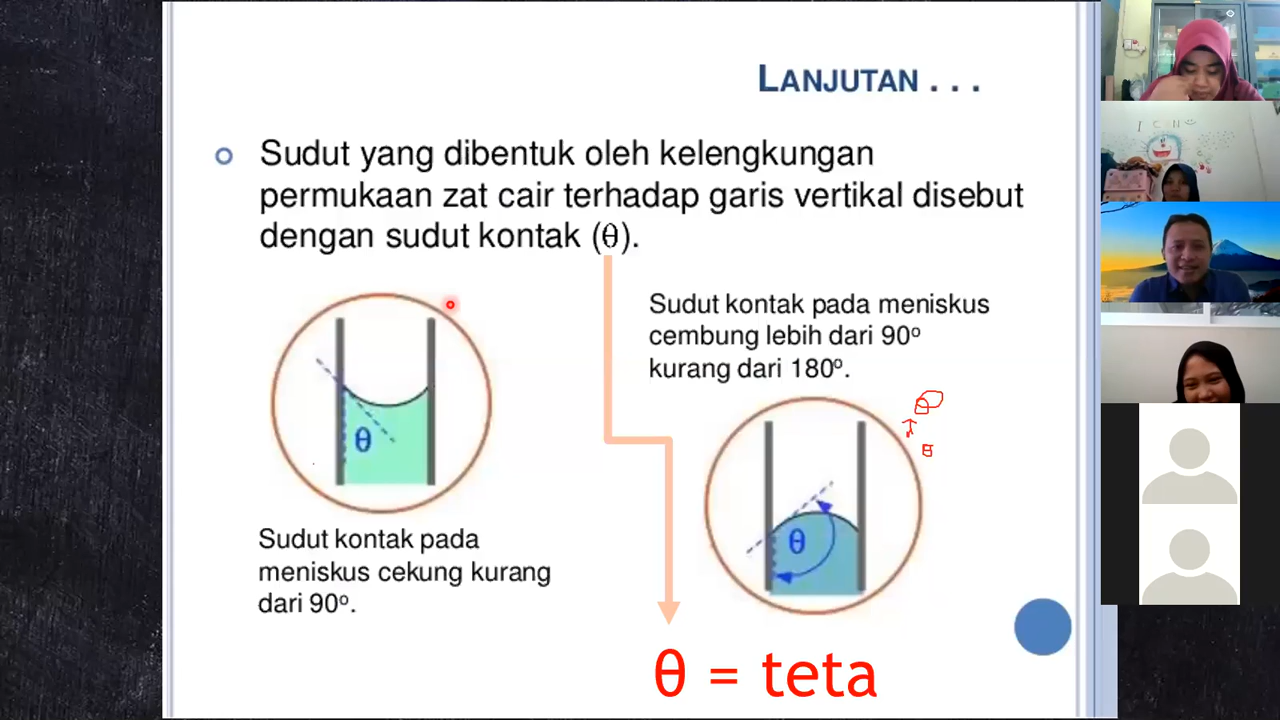 LANJUTAN . . .
Sudut yang dibentuk oleh kelengkungan
permukaan zat cair terhadap garis vertikal disebut
dengan sudut kontak (θ).
Sudut kontak pada meniskus
cembung lebih dari 90º
kurang dari 180º.
θ
θ
Sudut kontak pada
meniskus cekung kurang
dari 90º.
θ = teta